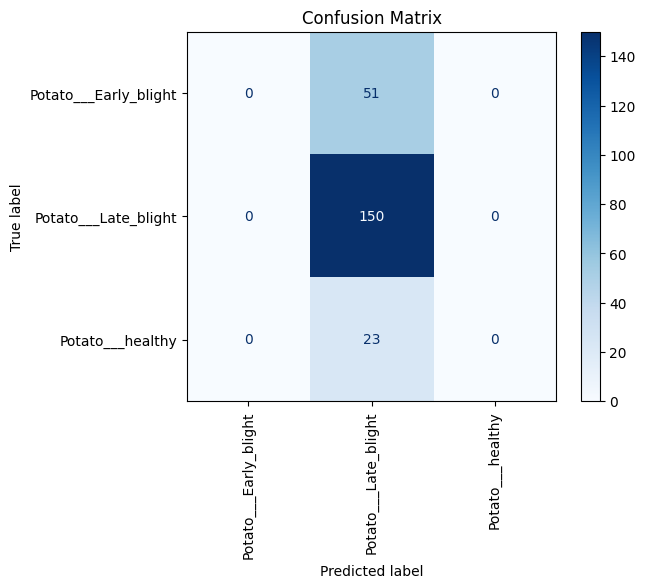 Confusion Matrix
True label
Potato___Early_blight
0 51 0
Potato___Late_blight
0 150 0
Potato___healthy
0 23 0
140
120
100
80
60
40
20
0
Potato___Early_blight
Potato___Late_blight
Potato___healthy
Predicted label